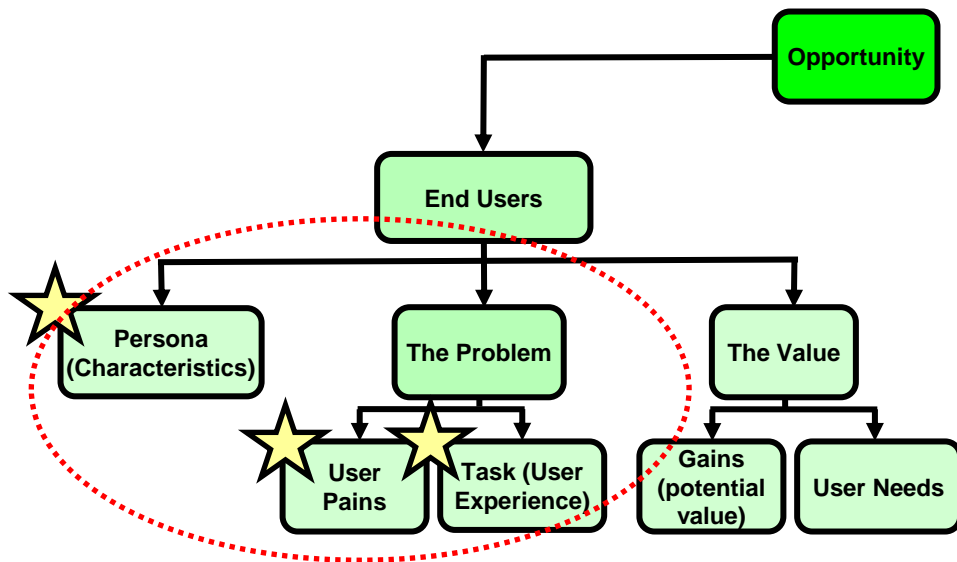 Opportunity
End Users
Persona
(Characteristics)
The Problem
The Value
User
Pains
Task (User
Experience)
Gains
(potential
value)
User Needs